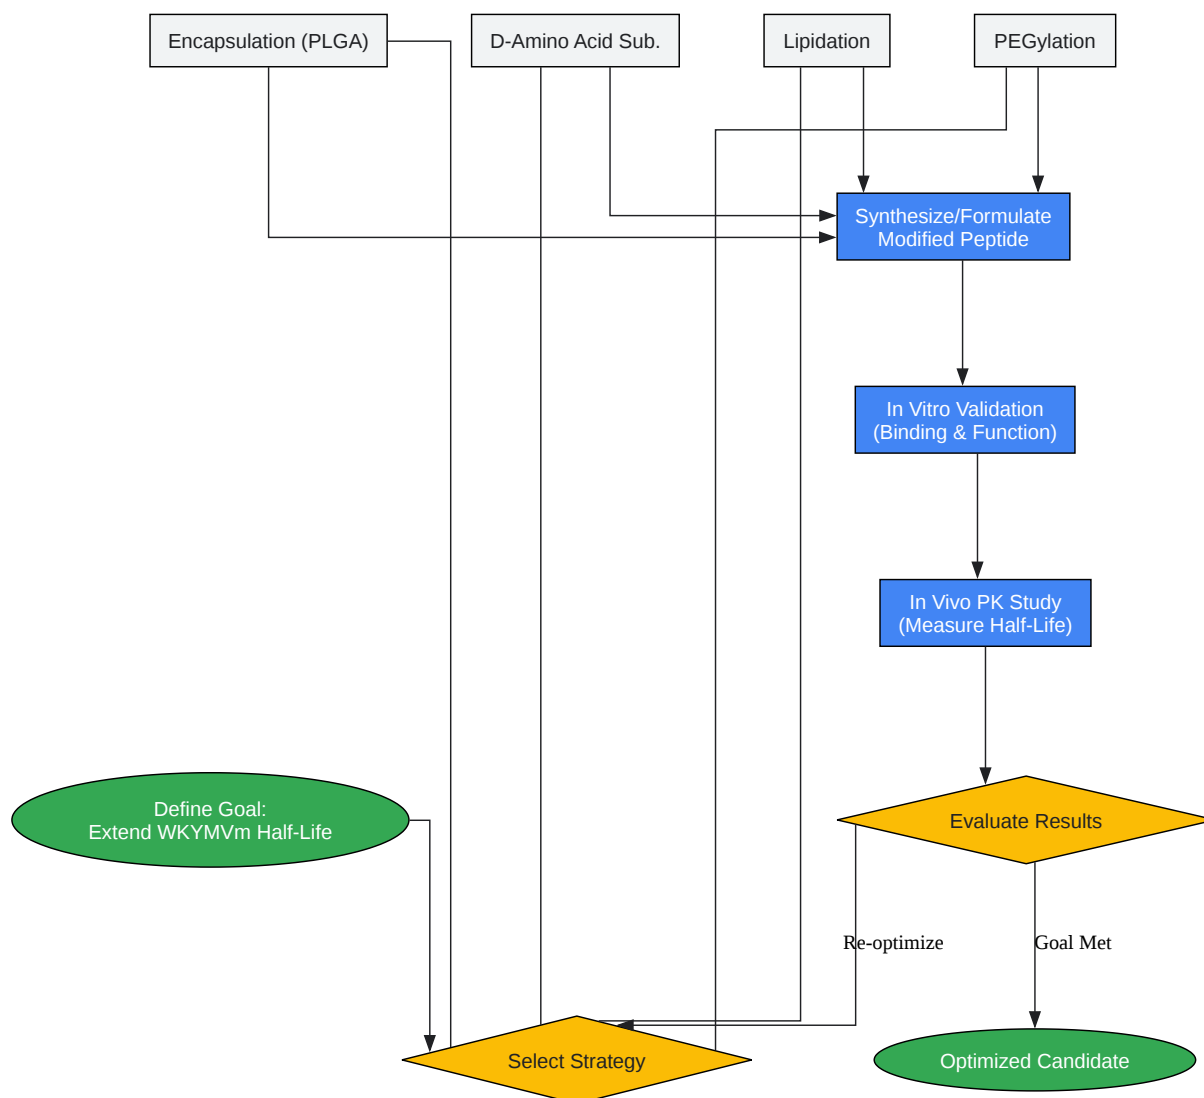 Encapsulation (PLGA)
D-Amino Acid Sub.
Lipidation
PEGylation
Synthesize/Formulate
Modified Peptide
In Vitro Validation
(Binding & Function)
In Vivo PK Study
(Measure Half-Life)
Define Goal:
Extend WKYMVm Half-Life
Evaluate Results
Re-optimize
Goal Met
Select Strategy
Optimized Candidate